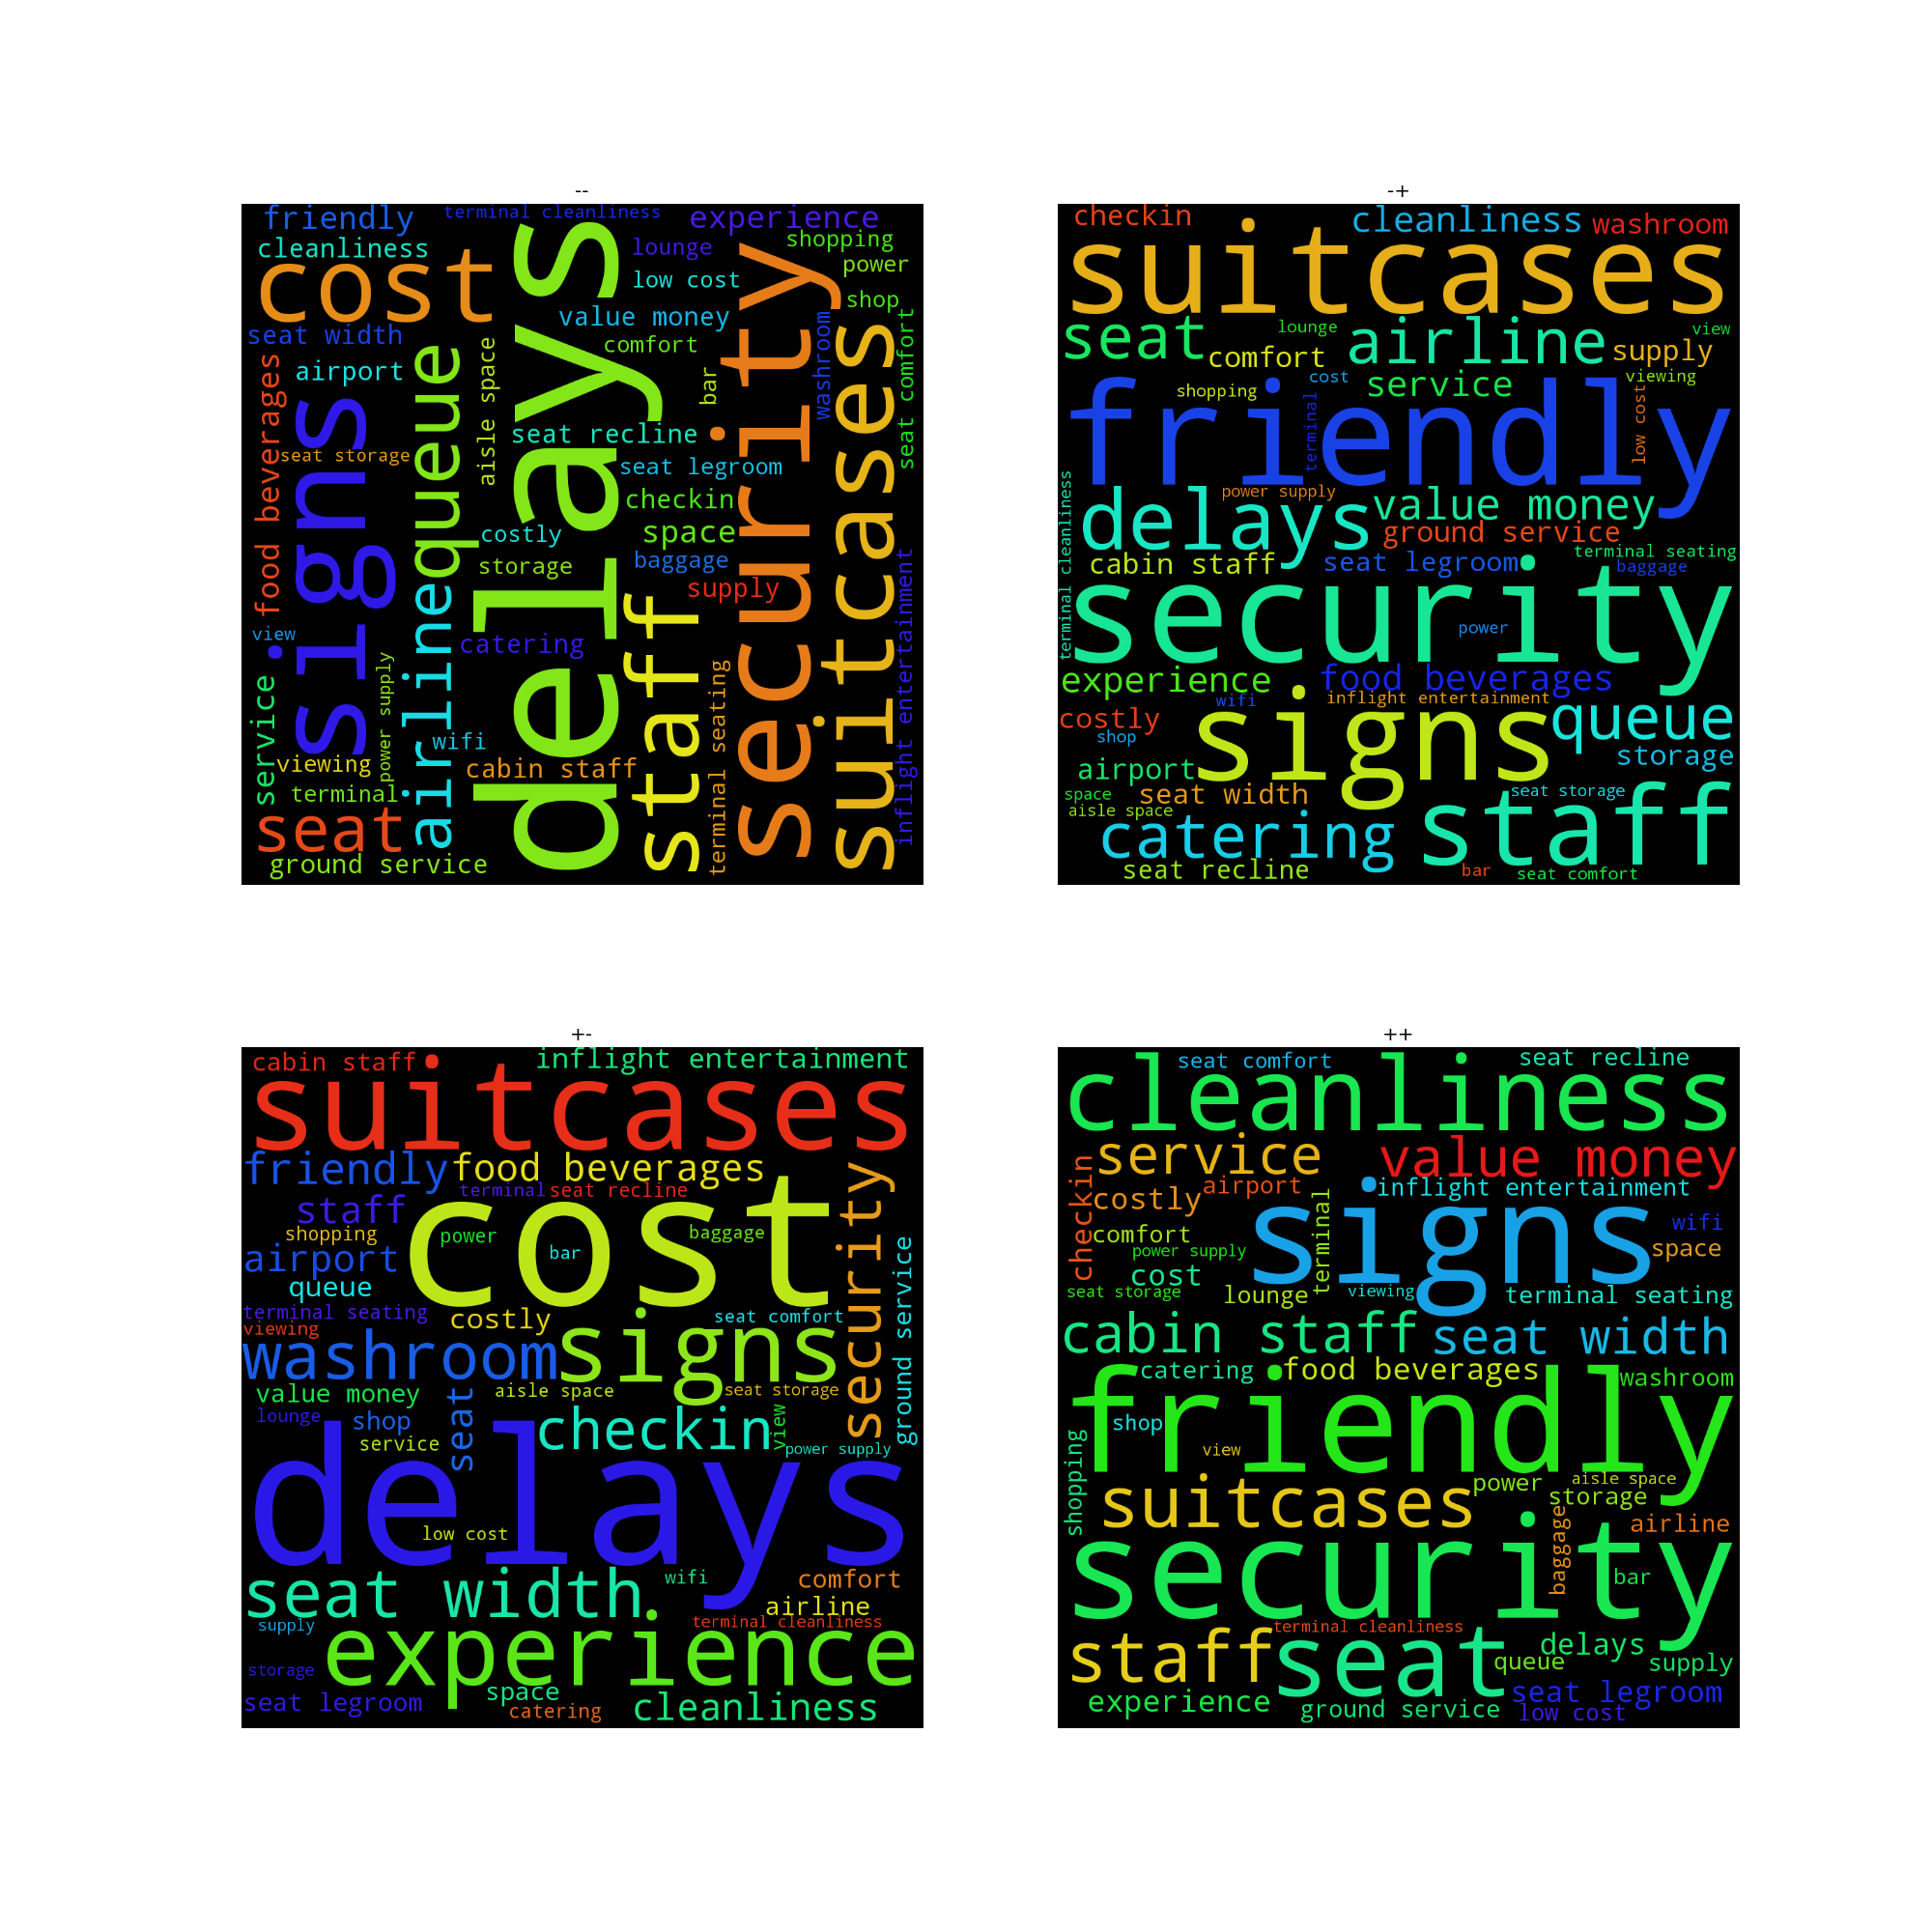 --
friendly
terminal cleanliness
experience
cleanliness
lounge
shopping
cost
low cost
power
shop
seat width
value money
comfort
airport
food beverages
seat storage
signs
queue
aisle space
delays
bar
washroom
security
seat comfort
seat recline
seat legroom
checkin
suitcases
costly
space
storage
baggage
supply
view
catering
airline
staff
inflight entertainment
service
power supply
wifi
viewing
cabin staff
terminal
terminal seating
seat
ground service
-+
checkin
cleanliness
washroom
suitcases
seat
lounge
airline
view
comfort
supply
shopping
cost
service
viewing
friendly
terminal
low cost
power supply
delays
value money
ground service
terminal cleanliness
cabin staff
seat legroom
terminal seating
baggage
security
power
experience
food beverages
wifi
inflight entertainment
costly
signs
queue
shop
storage
airport
space
seat width
seat storage
aisle space
catering
staff
seat recline
bar
seat comfort
+-
cabin staff
inflight entertainment
suitcases
friendly
food beverages
terminal
seat recline
staff
cost
security
shopping
power
baggage
airport
bar
queue
ground service
terminal seating
costly
seat comfort
viewing
washroom
signs
value money
aisle space
seat storage
lounge
shop
seat
checkin
view
service
power supply
delays
low cost
seat width
wifi
comfort
airline
supply
experience
terminal cleanliness
storage
space
seat legroom
catering
cleanliness
++
seat comfort
seat recline
cleanliness
service
value money
checkin
airport
inflight entertainment
costly
signs
terminal
wifi
comfort
space
power supply
cost
seat storage
lounge
viewing
terminal seating
cabin staff
seat width
catering
food beverages
washroom
friendly
shop
shopping
view
suitcases
power
aisle space
storage
baggage
airline
security
bar
terminal cleanliness
staff
seat
delays
queue
supply
experience
seat legroom
ground service
low cost